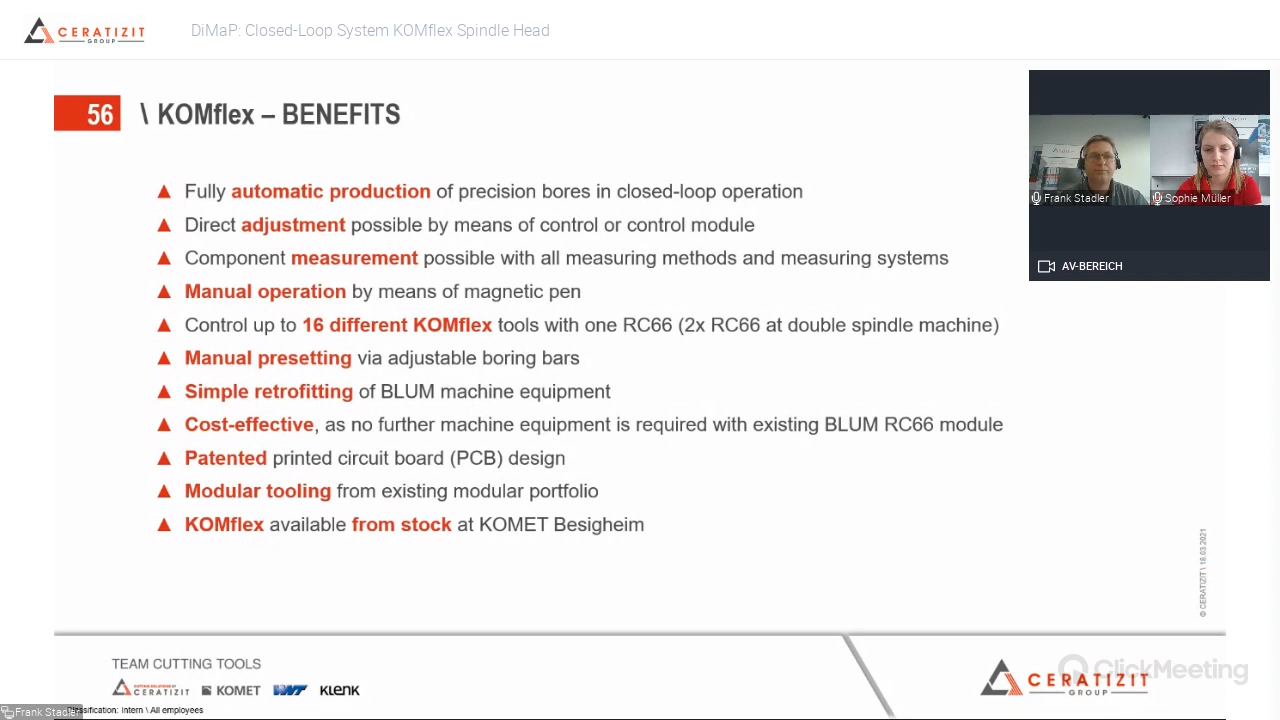 CERATIZIT
GROUP
DiMaP: Closed-Loop System KOMflex Spindle Head
56 \ KOMflex – BENEFITS
Fully automatic production of precision bores in closed-loop operation
Direct adjustment possible by means of control or control module
Component measurement possible with all measuring methods and measuring systems
Manual operation by means of magnetic pen
Control up to 16 different KOMflex tools with one RC66 (2x RC66 at double spindle machine)
Manual presetting via adjustable boring bars
Simple retrofitting of BLUM machine equipment
Cost-effective, as no further machine equipment is required with existing BLUM RC66 module
Patented printed circuit board (PCB) design
Modular tooling from existing modular portfolio
KOMflex available from stock at KOMET Besigheim
Frank Stadler
Sophie Müller
AV-BEREICH
© CERATIZIT \ 18.03.2021
TEAM CUTTING TOOLS
CERATIZIT KOMET WNT KLENK
CERATIZIT
GROUP
ClickMeeting
Frank Stadler
Classification: Intern \ All employees